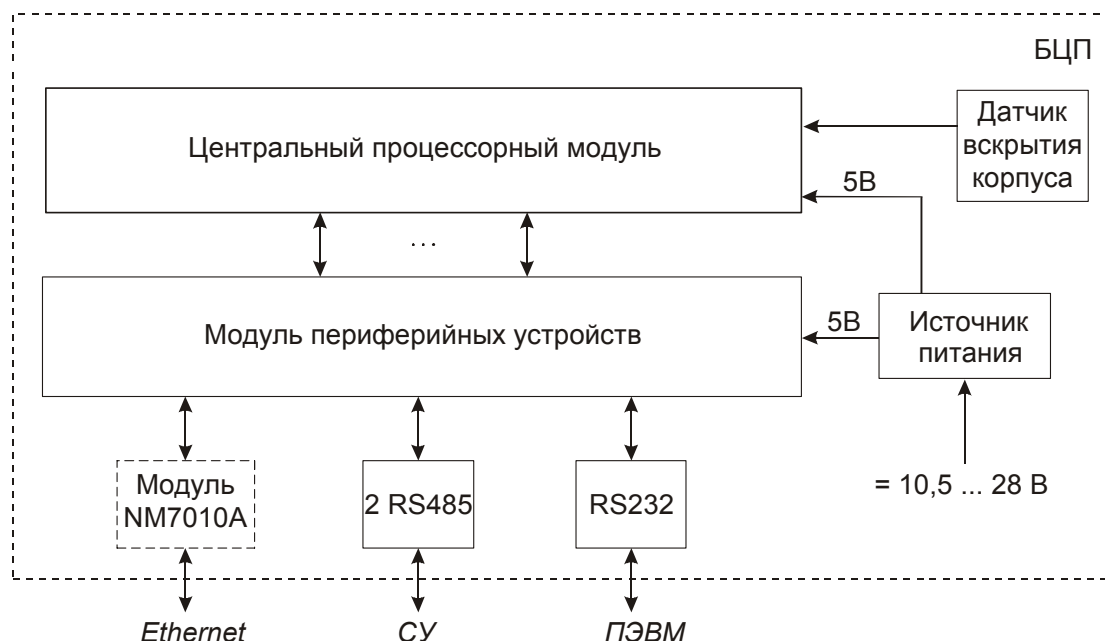 БЦП
Центральный процессорный модуль
Датчик
вскрытия
корпуса
5В
...
Модуль периферийных устройств
5В
Источник
питания
Модуль
NM7010A
2 RS485
RS232
= 10,5 ... 28 В
Ethernet
СУ
ПЭВМ